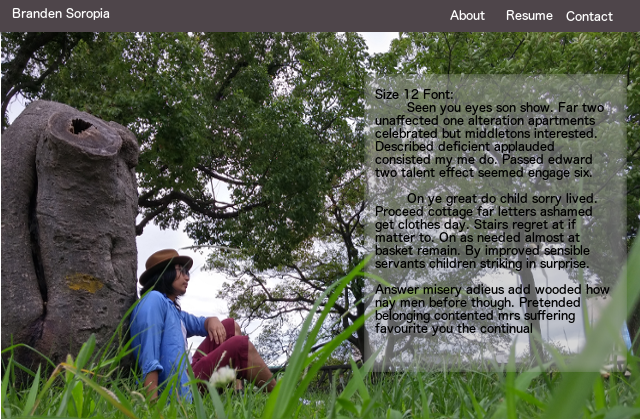 Branden Soropia
About Resume Contact
Size 12 Font:
Seen you eyes son show. Far two
unaffected one alteration apartments
celebrated but middletons interested.
Described deficient applauded
consisted my me do. Passed edward
two talent effect seemed engage six.
On ye great do child sorry lived.
Proceed cottage far letters ashamed
get clothes day. Stairs regret at if
matter to. On as needed almost at
basket remain. By improved sensible
servants children striking in surprise.
Answer misery adieus add wooded how
nay men before though. Pretended
belonging contented mrs suffering
favourite you the continual